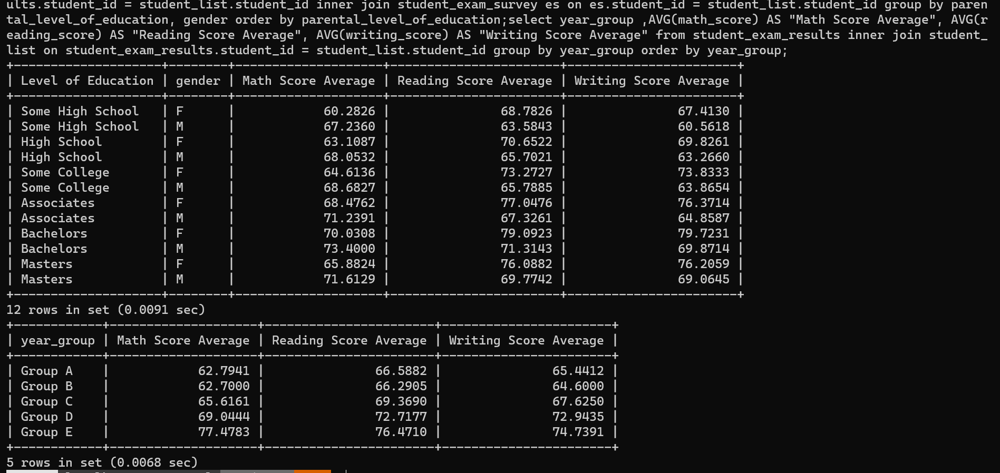 ults.student_id = student_list.student_id inner join student_exam_survey es on es.student_id = student_list.student_id group by paren
tal_level_of_education, gender order by parental_level_of_education;select year_group ,AVG(math_score) AS "Math Score Average", AVG(r
eading_score) AS "Reading Score Average", AVG(writing_score) AS "Writing Score Average" from student_exam_results inner join student_
list on student_exam_results.student_id = student_list.student_id group by year_group order by year_group;
+--------------------+--------+--------------------+-----------------------+-----------------------+
| Level of Education | gender | Math Score Average | Reading Score Average | Writing Score Average |
+--------------------+--------+--------------------+-----------------------+-----------------------+
| Some High School   | F      |            60.2826 |               68.7826 |               67.4130 |
| Some High School   | M      |            67.2360 |               63.5843 |               60.5618 |
| High School        | F      |            63.1087 |               70.6522 |               69.8261 |
| High School        | M      |            68.0532 |               65.7021 |               63.2660 |
| Some College       | F      |            64.6136 |               73.2727 |               73.8333 |
| Some College       | M      |            68.6827 |               65.7885 |               63.8654 |
| Associates         | F      |            68.4762 |               77.0476 |               76.3714 |
| Associates         | M      |            71.2391 |               67.3261 |               64.8587 |
| Bachelors          | F      |            70.0308 |               79.0923 |               79.7231 |
| Bachelors          | M      |            73.4000 |               71.3143 |               69.8714 |
| Masters            | F      |            65.8824 |               76.0882 |               76.2059 |
| Masters            | M      |            71.6129 |               69.7742 |               69.0645 |
+--------------------+--------+--------------------+-----------------------+-----------------------+
12 rows in set (0.0091 sec)
+------------+--------------------+-----------------------+-----------------------+
| year_group | Math Score Average | Reading Score Average | Writing Score Average |
+------------+--------------------+-----------------------+-----------------------+
| Group A    |            62.7941 |               66.5882 |               65.4412 |
| Group B    |            62.7000 |               66.2905 |               64.6000 |
| Group C    |            65.6161 |               69.3690 |               67.6250 |
| Group D    |            69.0444 |               72.7177 |               72.9435 |
| Group E    |            77.4783 |               76.4710 |               74.7391 |
+------------+--------------------+-----------------------+-----------------------+
5 rows in set (0.0068 sec)